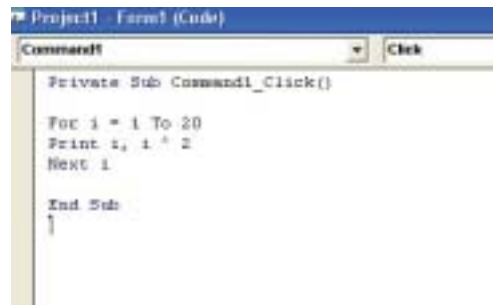 Project1 - Form1 (Code)
Command1 Click
Private Sub Command1_Click()
For i = 1 To 20
Print i, i ^ 2
Next i
End Sub